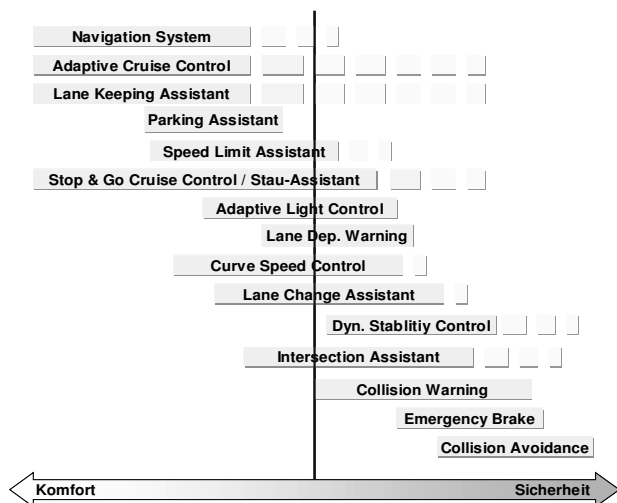 Navigation System
Adaptive Cruise Control
Lane Keeping Assistant
Parking Assistant
Speed Limit Assistant
Stop & Go Cruise Control / Stau-Assistant
Adaptive Light Control
Lane Dep. Warning
Curve Speed Control
Lane Change Assistant
Dyn. Stablitiy Control
Intersection Assistant
Collision Warning
Emergency Brake
Collision Avoidance
Komfort Sicherheit